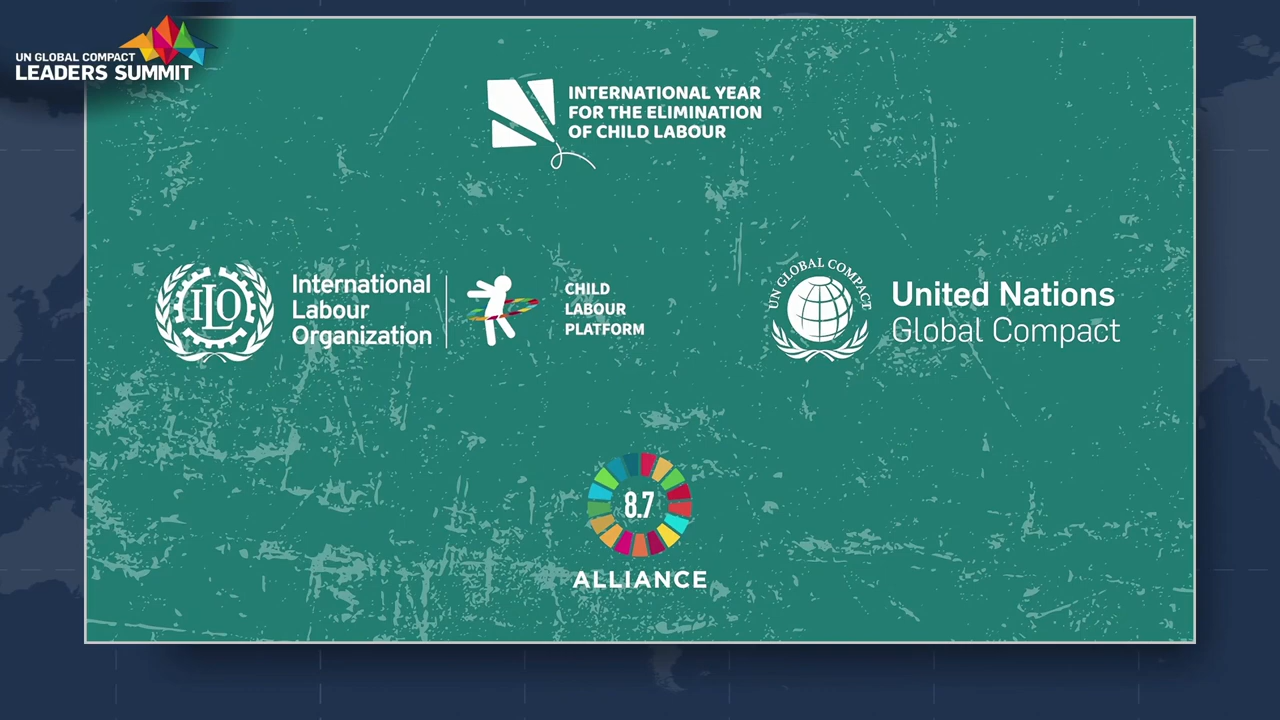 UN GLOBAL COMPACT
LEADERS SUMMIT
INTERNATIONAL YEAR
FOR THE ELIMINATION
OF CHILD LABOUR
ILO
International
Labour
Organization
CHILD
LABOUR
PLATFORM
UN GLOBAL COMPACT
United Nations
Global Compact
8.7
ALLIANCE